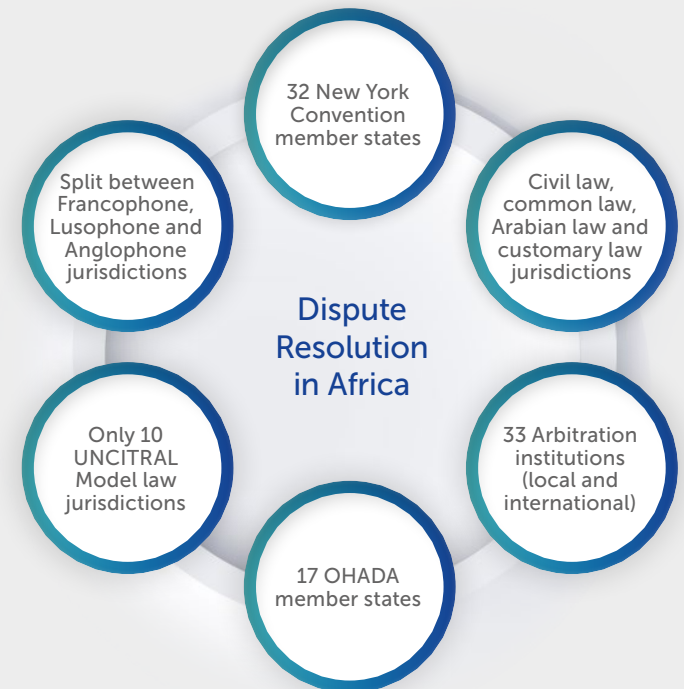 32 New York
Convention
member states
Split between
Francophone,
Lusophone and
Anglophone
jurisdictions
Civil law,
common law,
Arabian law and
customary law
jurisdictions
Dispute
Resolution
in Africa
Only 10
UNCITRAL
Model law
jurisdictions
33 Arbitration
institutions
(local and
international)
17 OHADA
member states